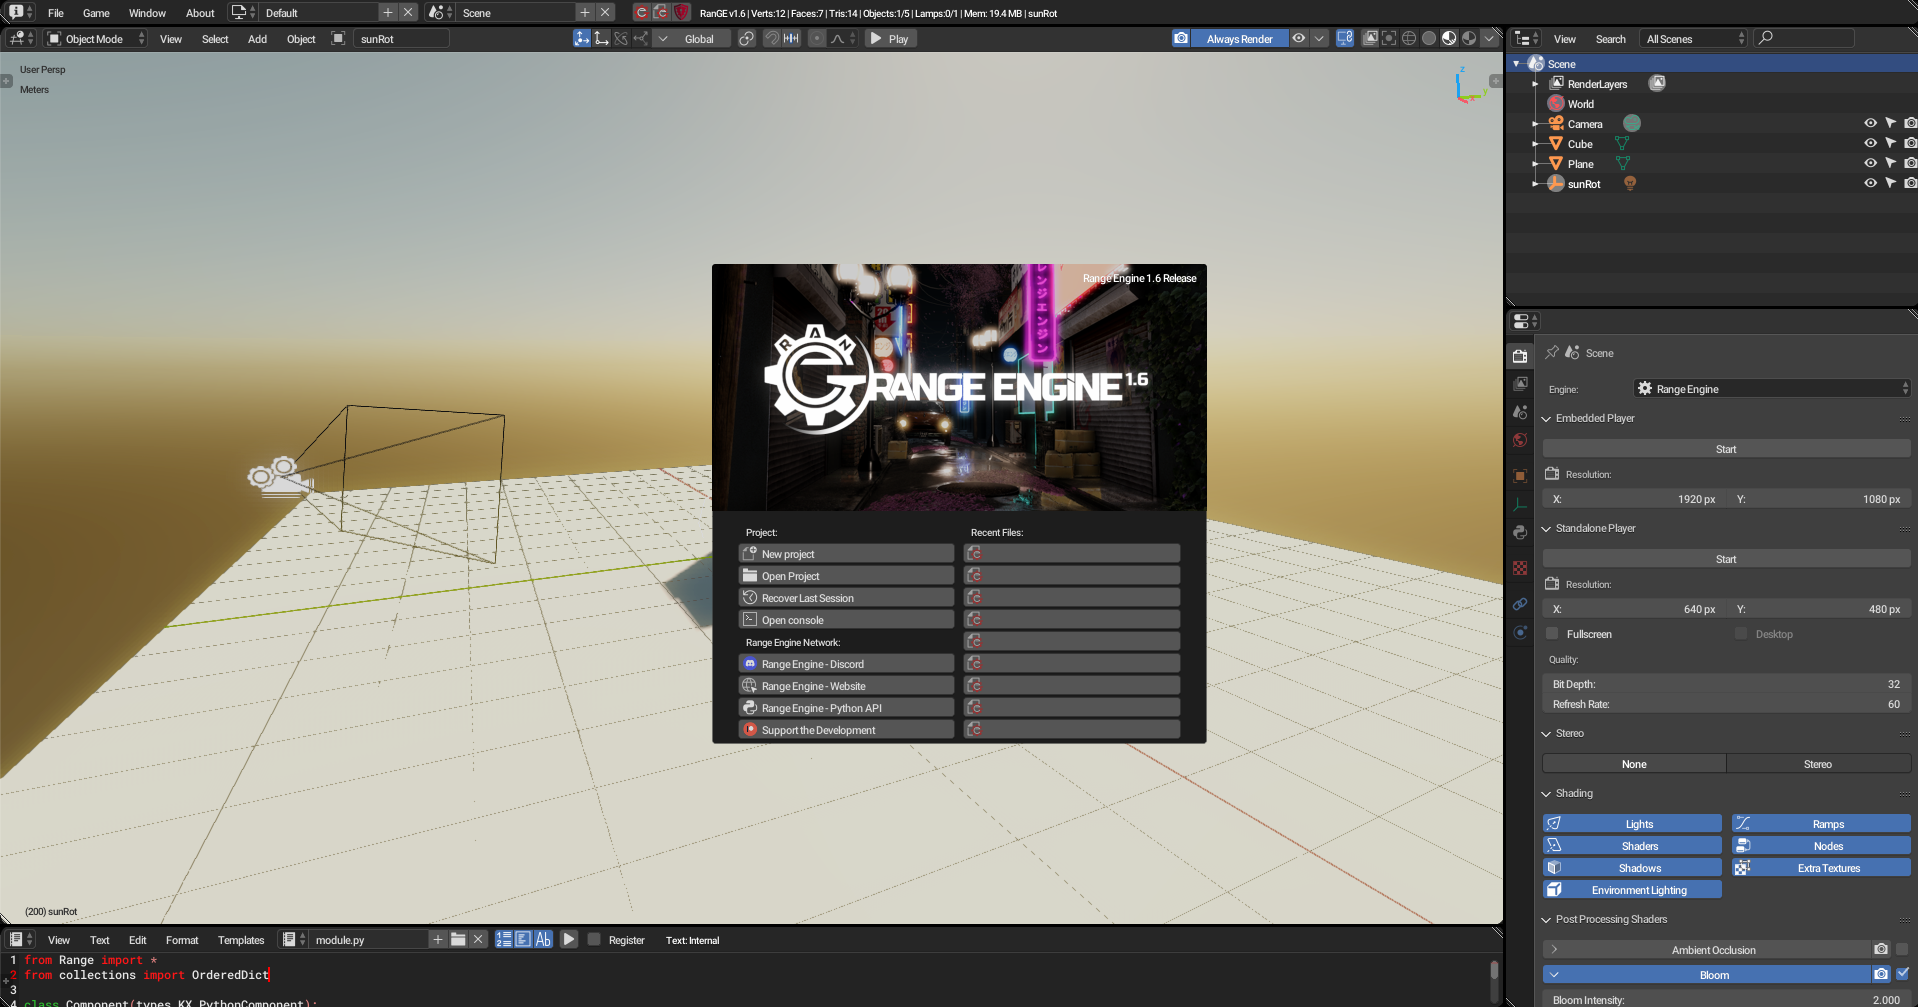 File Game Window About Default Scene RanGE v1.6 | Verts:12 | Faces:7 | Tris:14 | Objects:1/5 | Lamps:0/1 | Mem: 19.4 MB | sunRot
Object Mode View Select Add Object sunRot Global Play Always Render
User Persp
Meters
(200) sunRot
Range Engine 1.6 Release
レンジエンジン
RAN
RANGE ENGINE 1.6
Project:
New project
Open Project
Recover Last Session
Open console
Range Engine Network:
Range Engine - Discord
Range Engine - Website
Range Engine - Python API
Support the Development
Recent Files:
View Text Edit Format Templates module.py Register Text: Internal
1 from Range import *
2 from collections import OrderedDict
3
4 class Component(types.KX_PythonComponent):
View Search All Scenes
Scene
RenderLayers
World
Camera
Cube
Plane
sunRot
Scene
Engine: Range Engine
Embedded Player
Start
Resolution:
X: 1920 px Y: 1080 px
Standalone Player
Start
Resolution:
X: 640 px Y: 480 px
Fullscreen Desktop
Quality:
Bit Depth: 32
Refresh Rate: 60
Stereo
None Stereo
Shading
Lights Ramps
Shaders Nodes
Shadows Extra Textures
Environment Lighting
Post Processing Shaders
Ambient Occlusion
Bloom
Bloom Intensity: 2.000